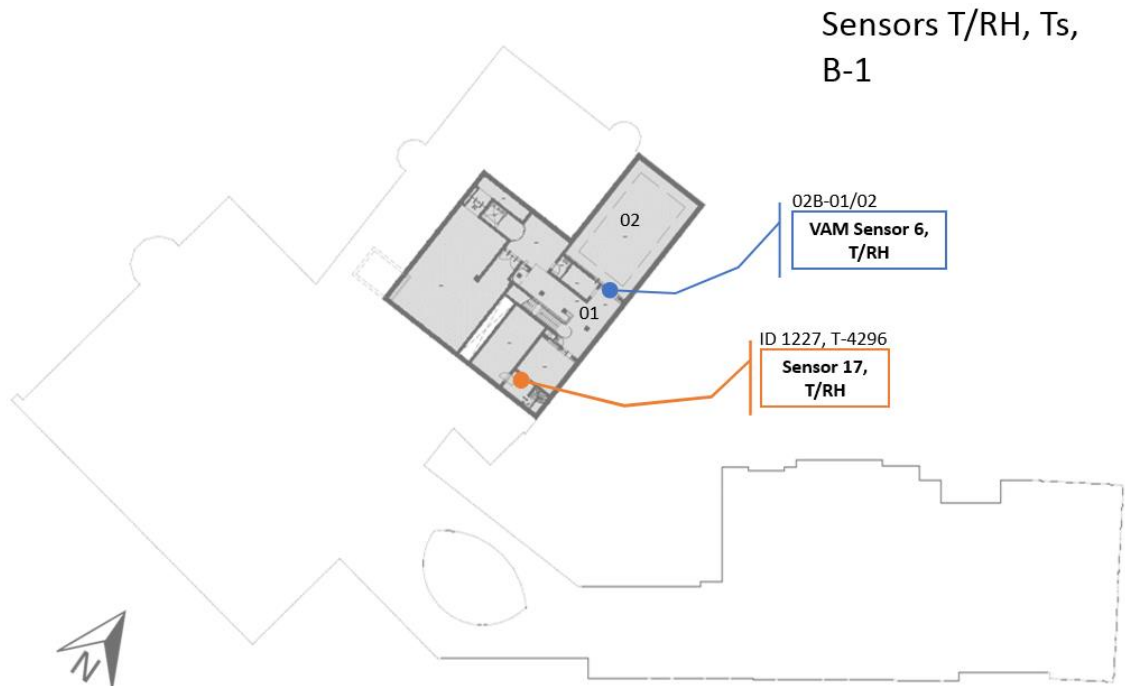 Sensors T/RH, Ts,
B-1
02B-01/02
VAM Sensor 6,
T/RH
02
01
ID 1227, T-4296
Sensor 17,
T/RH
N